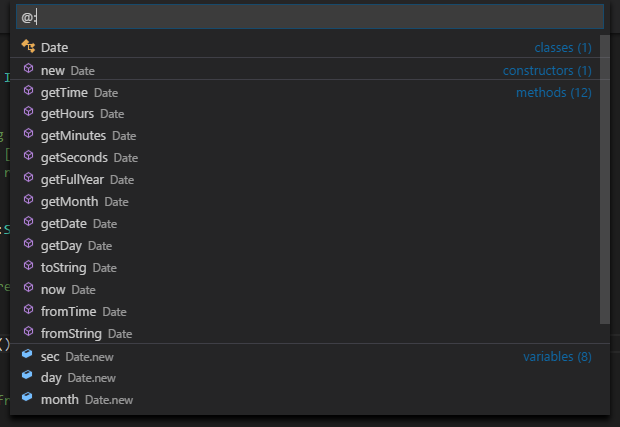 @:
Date classes (1)
new Date constructors (1)
getTime Date methods (12)
getHours Date
getMinutes Date
getSeconds Date
getFullYear Date
getMonth Date
getDate Date
getDay Date
toString Date
now Date
fromTime Date
fromString Date
sec Date.new variables (8)
day Date.new
month Date.new